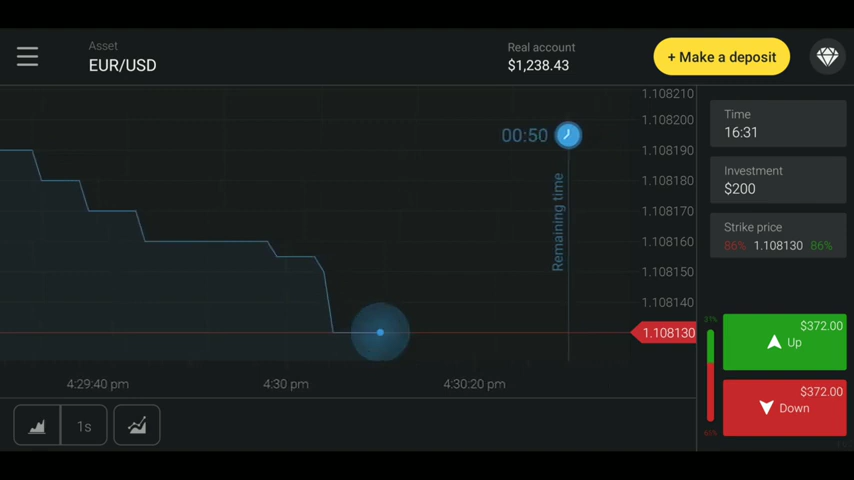 Asset
EUR/USD
Real account
$1,238.43
+ Make a deposit
1.108210
1.108200
1.108190
1.108180
1.108170
1.108160
1.108150
1.108140
1.108130
00:50
Remaining time
4:29:40 pm
4:30 pm
4:30:20 pm
1s
Time
16:31
Investment
$200
Strike price
86% 1.108130 86%
31%
$372.00
Up
$372.00
Down